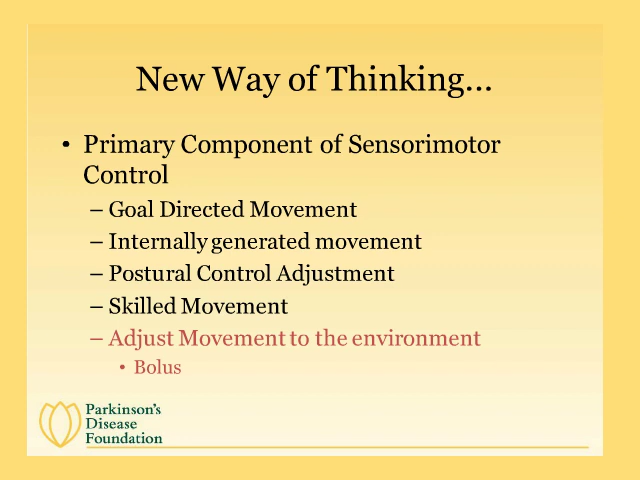 New Way of Thinking…
• Primary Component of Sensorimotor
Control
– Goal Directed Movement
– Internally generated movement
– Postural Control Adjustment
– Skilled Movement
– Adjust Movement to the environment
• Bolus
Parkinson's
Disease
Foundation